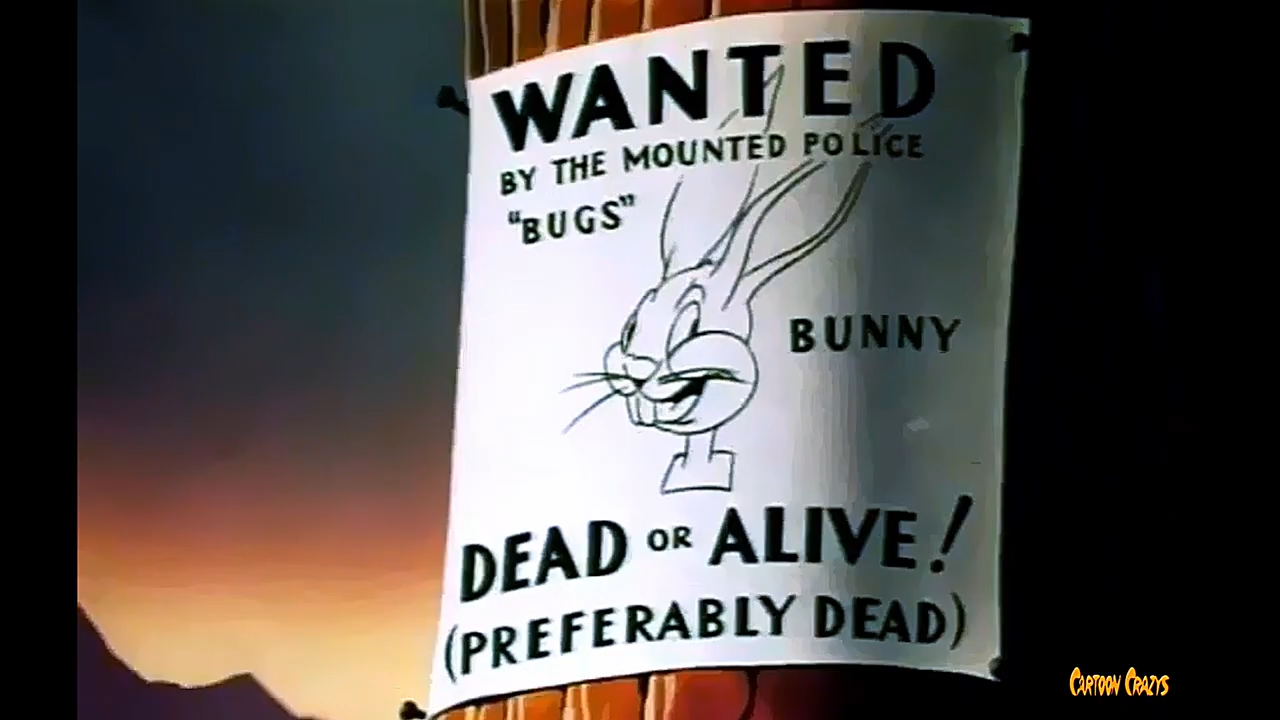 WANTED
BY THE MOUNTED POLICE
"BUGS"
BUNNY
DEAD OR ALIVE!
(PREFERABLY DEAD)
CARTOON CRAZYS